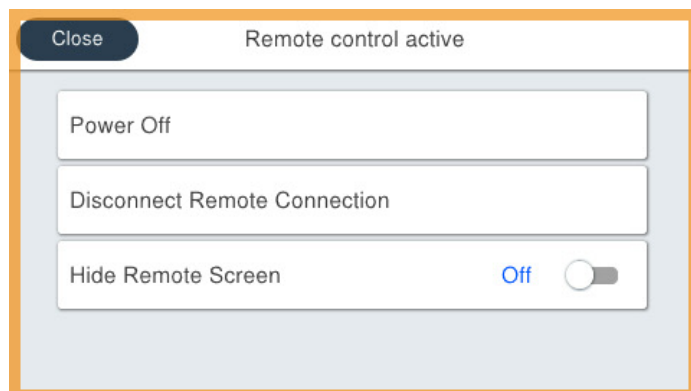 Close
Remote control active
Power Off
Disconnect Remote Connection
Hide Remote Screen Off